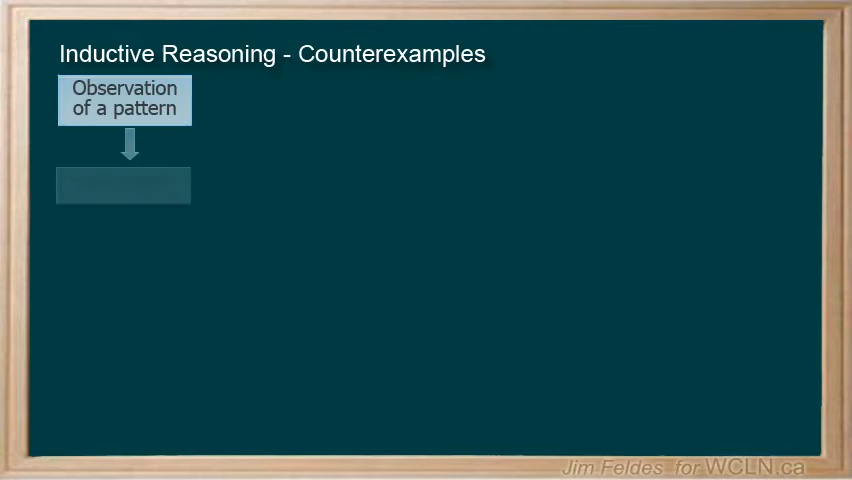 Inductive Reasoning - Counterexamples
Observation
of a pattern
Jim Feldes for WCLN.ca